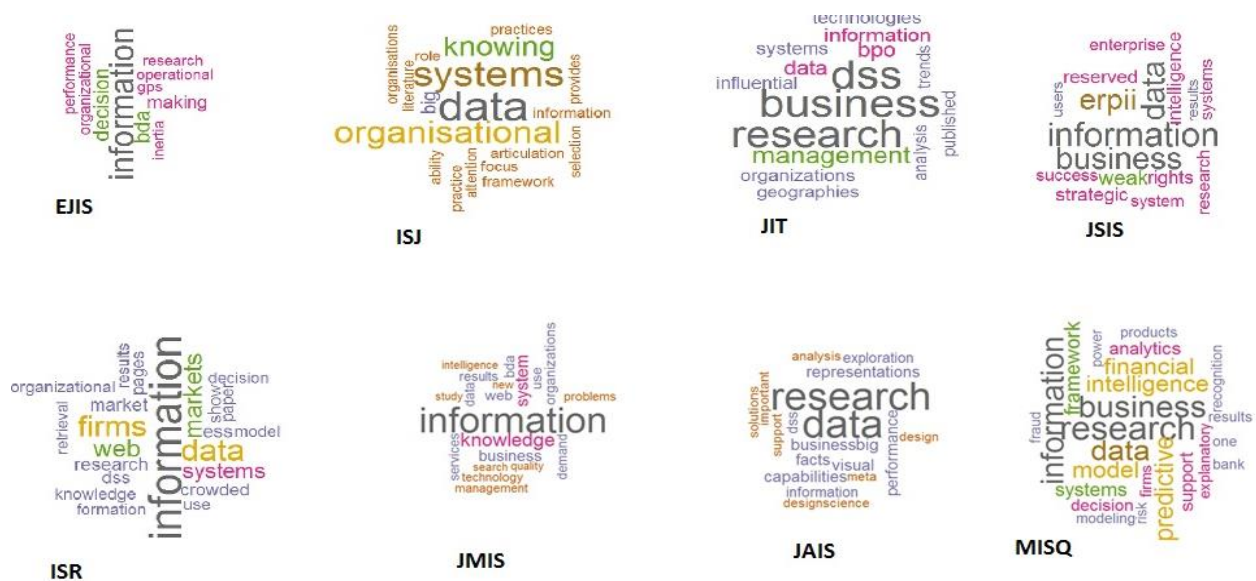 performance
organizational
decision
information
bda
inertia
research
operational
gps
making
EJIS
organisations
literature
role
big
practices
knowing
systems
data
provides
information
organisational
ability
practice
attention
articulation
focus
framework
selection
ISJ
technologies
information
systems
bpo
data
dss
trends
influential
business
published
research
management
analysis
organizations
geographies
JIT
enterprise
intelligence
reserved
data
users
erpii
results
systems
information
business
success
weak
rights
strategic
system
research
JSIS
results
pages
organizational
market
retrieval
firms
web
research
dss
knowledge
formation
information
markets
decision
show
paper
ess
model
data
systems
crowded
use
ISR
intelligence
results
bda
system
use
organizations
new
study
data
web
problems
information
knowledge
services
business
demand
search
quality
technology
management
JMIS
analysis
exploration
representations
research
data
solutions
important
support
dss
businessbig
performance
design
facts
visual
capabilities
meta
information
designscience
JAIS
information
framework
power
products
analytics
financial
intelligence
recognition
business
results
fraud
research
data
model
predictive
firms
support
explanatory
one
bank
systems
decision
modeling
risk
MISQ